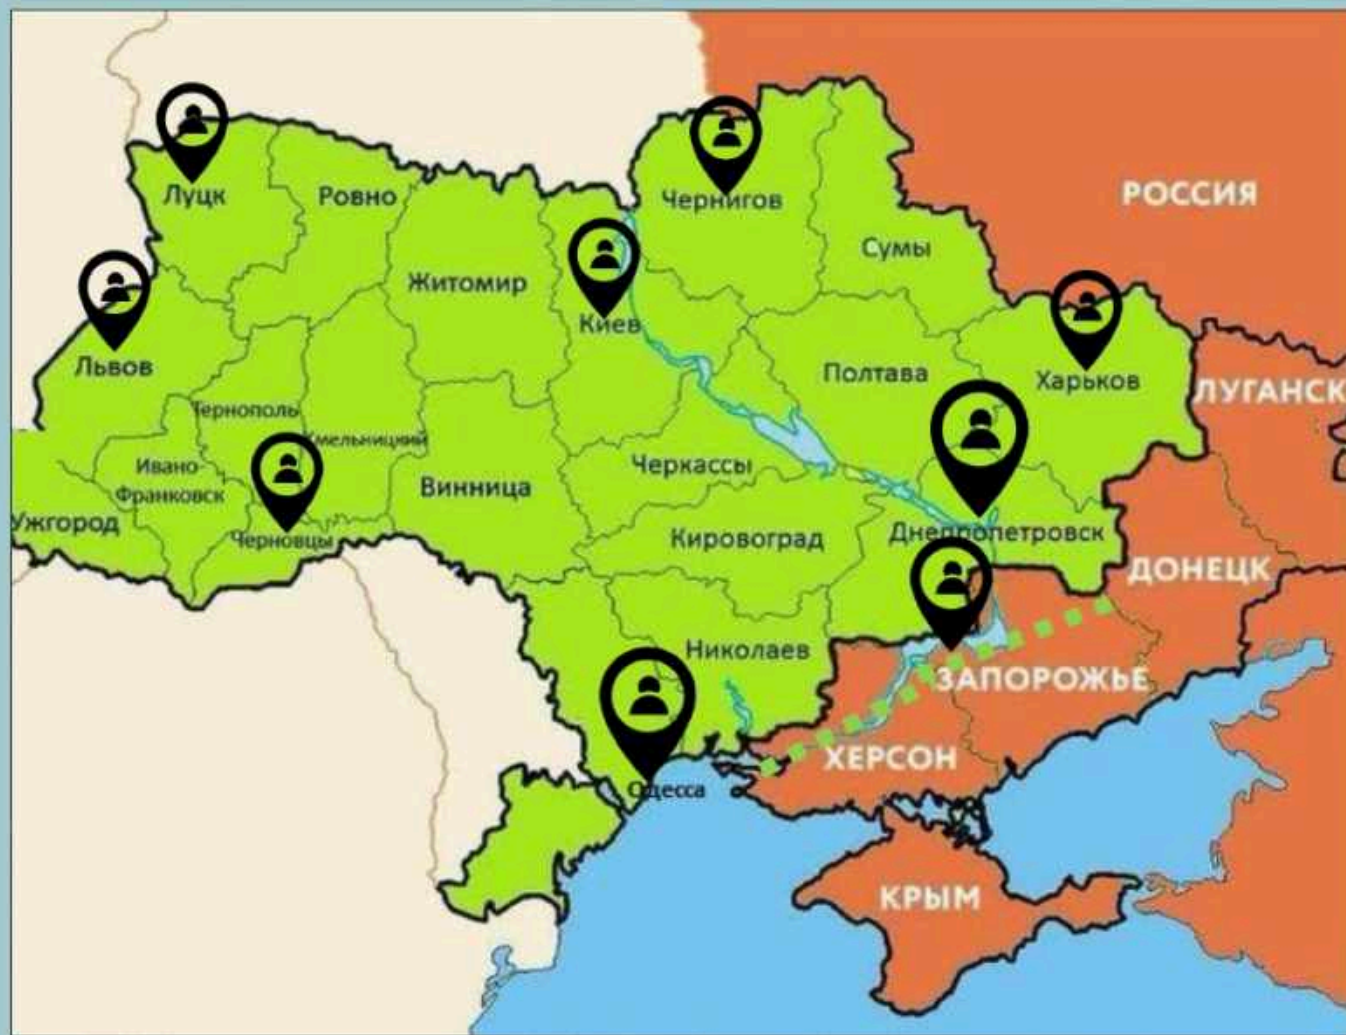 РОССИЯ
Луцк
Ровно
Чернигов
Сумы
Житомир
Киев
Львов
Полтава
Харьков
ЛУГАНСК
Тернополь
Хмельницкий
Ивано-
Франковск
Винница
Черкассы
Ужгород
Черновцы
Кировоград
Днепропетровск
ДОНЕЦК
Николаев
ЗАПОРОЖЬЕ
ХЕРСОН
Одесса
КРЫМ